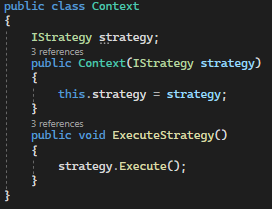 public class Context
{
IStrategy strategy;
3 references
public Context(IStrategy strategy)
{
this.strategy = strategy;
}
3 references
public void ExecuteStrategy()
{
strategy.Execute();
}
}